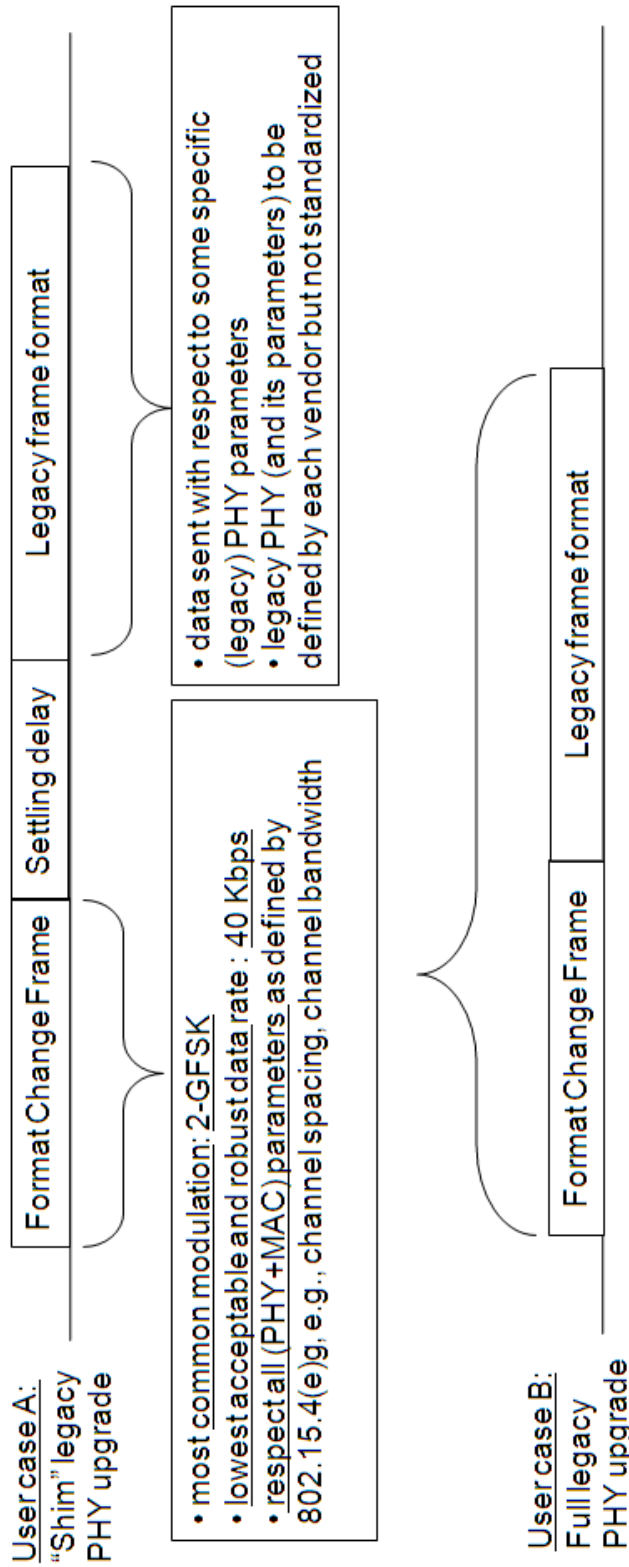 User case A:
“Shim” legacy
PHY upgrade
Format Change Frame
Settling delay
Legacy frame format
• most common modulation: 2-GFSK
• lowest acceptable and robust data rate : 40 Kbps
• respect all (PHY+MAC) parameters as defined by
802.15.4(e)g, e.g., channel spacing, channel bandwidth
• data sent with respect to some specific
(legacy) PHY parameters
• legacy PHY (and its parameters) to be
defined by each vendor but not standardized
User case B:
Full legacy
PHY upgrade
Format Change Frame
Legacy frame format